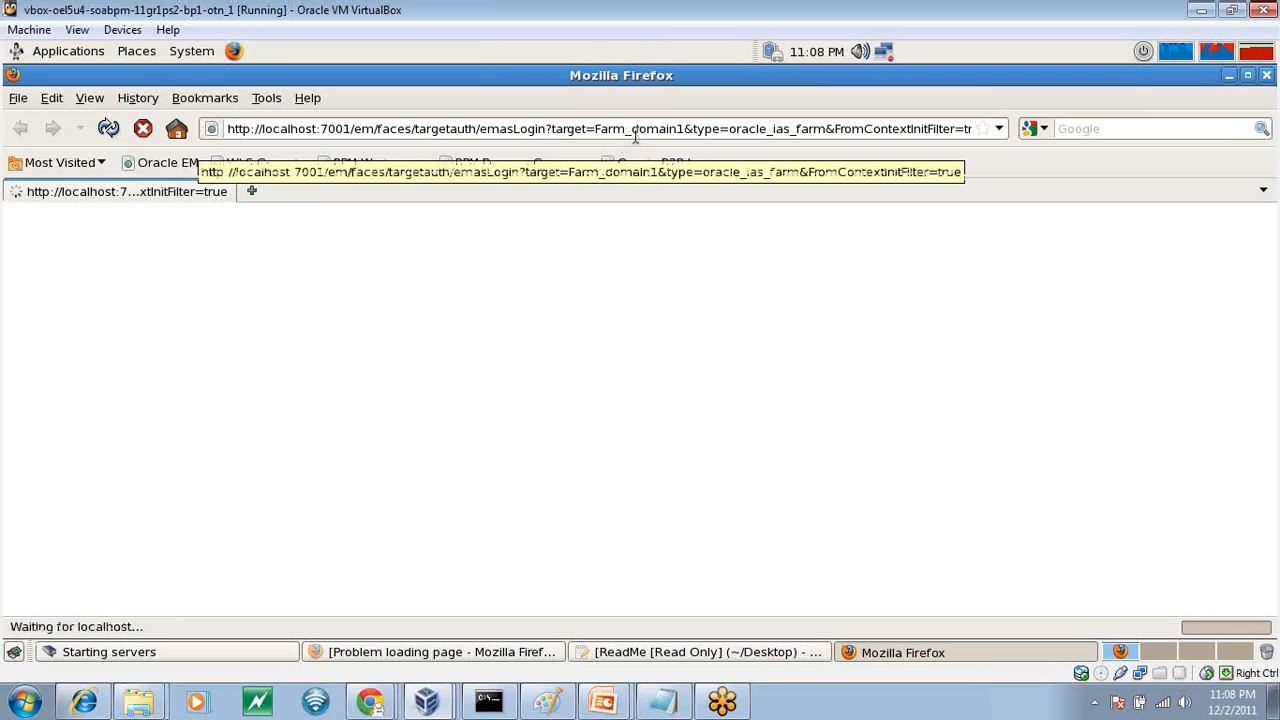 vbox-oel5u4-soabpm-11gr1ps2-bp1-otn_1 [Running] - Oracle VM VirtualBox
Machine View Devices Help
Applications Places System 11:08 PM
Mozilla Firefox
File Edit View History Bookmarks Tools Help
http://localhost:7001/em/faces/targetauth/emasLogin?target=Farm_domain1&type=oracle_ias_farm&FromContextInitFilter=tr Google
Most Visited Oracle EM
http://localhost:7001/em/faces/targetauth/emasLogin?target=Farm_domain1&type=oracle_ias_farm&FromContextInitFilter=true
http://localhost:7...xtInitFilter=true
Waiting for localhost...
Starting servers [Problem loading page - Mozilla Firef... [ReadMe [Read Only] (~/Desktop) - ... Mozilla Firefox
Right Ctrl
11:08 PM
12/2/2011